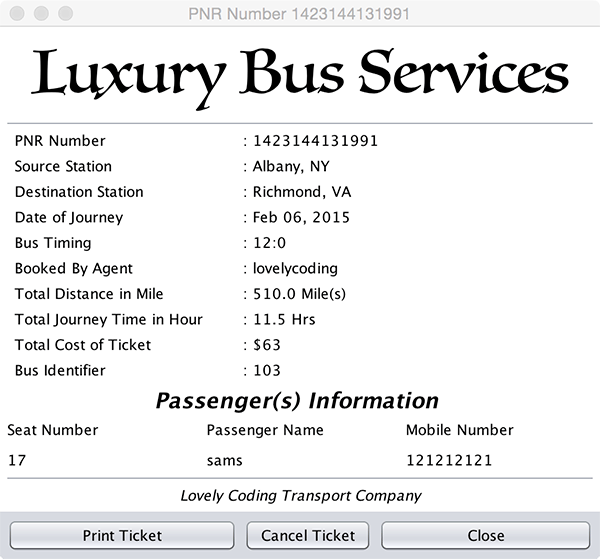 PNR Number 1423144131991
Luxury Bus Services
PNR Number : 1423144131991
Source Station : Albany, NY
Destination Station : Richmond, VA
Date of Journey : Feb 06, 2015
Bus Timing : 12:0
Booked By Agent : lovelycoding
Total Distance in Mile : 510.0 Mile(s)
Total Journey Time in Hour : 11.5 Hrs
Total Cost of Ticket : $63
Bus Identifier : 103
Passenger(s) Information
Seat Number Passenger Name Mobile Number
17 sams 121212121
Lovely Coding Transport Company
Print Ticket Cancel Ticket Close